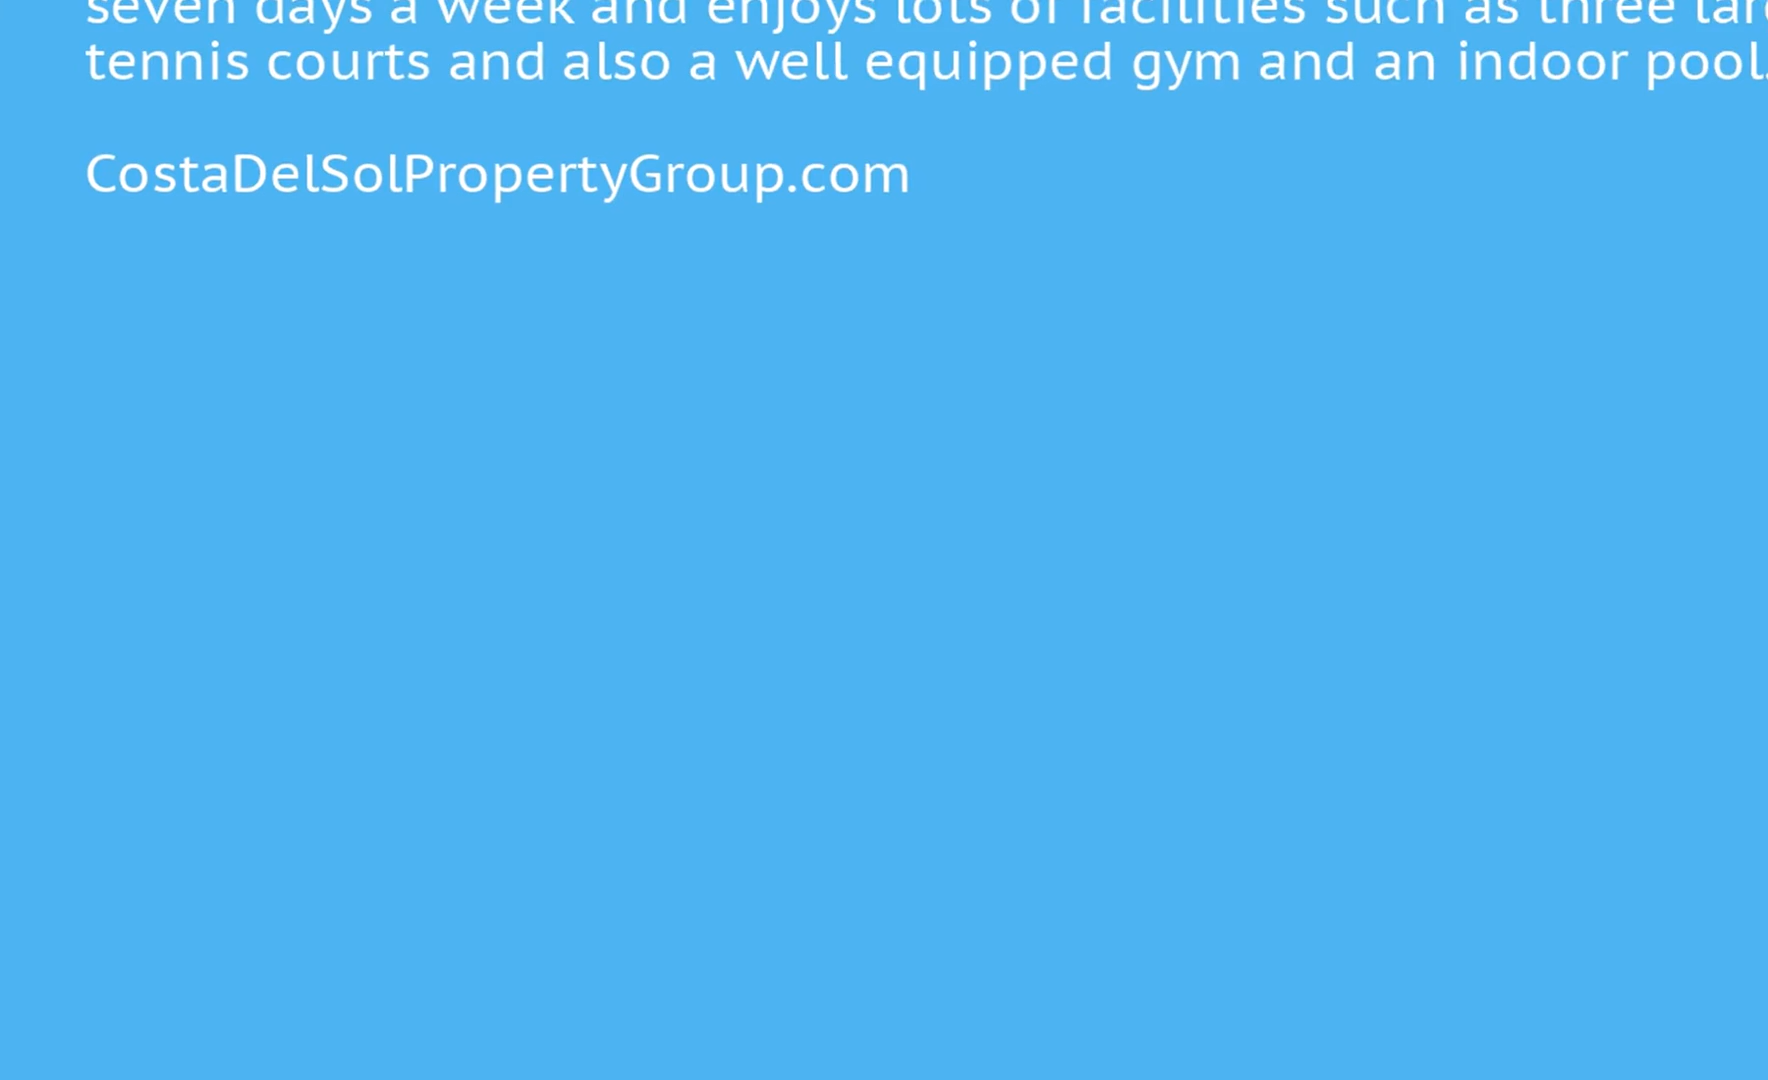 seven days a week and enjoys lots of facilities such as three
tennis courts and also a well equipped gym and an indoor pool.
CostaDelSolPropertyGroup.com